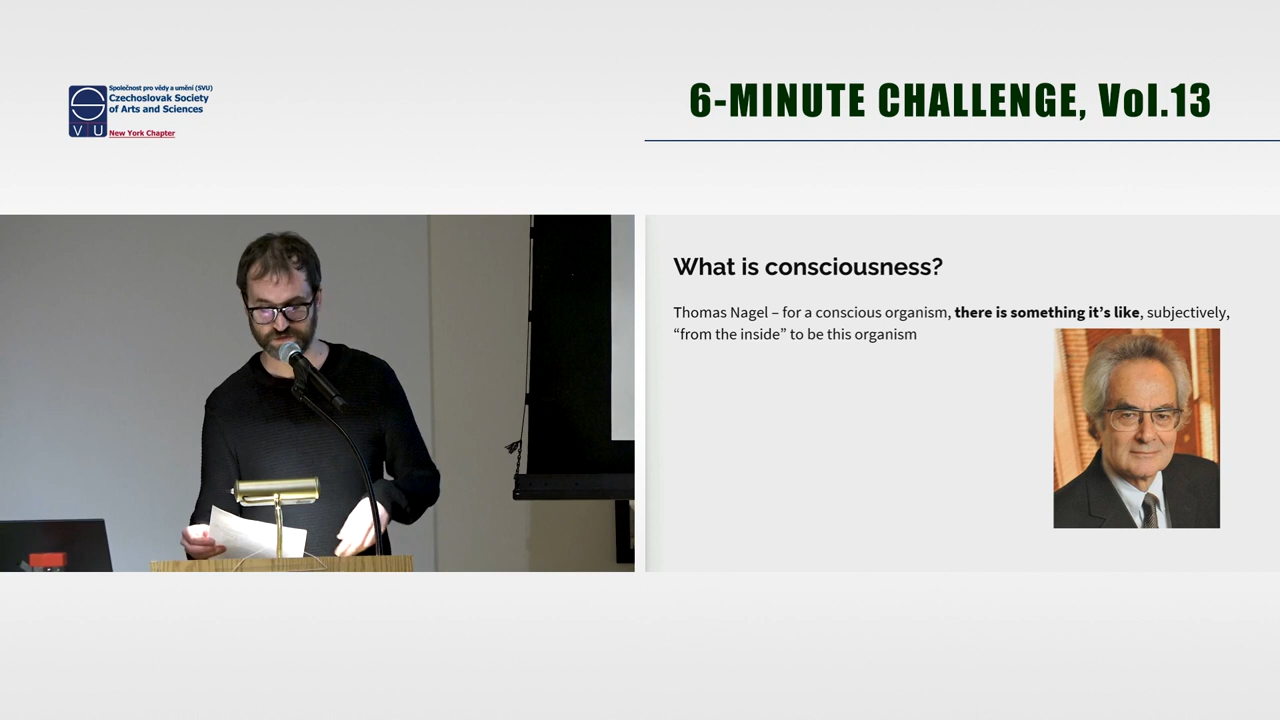 Společnost pro vědy a umění (SVU)
Czechoslovak Society
of Arts and Sciences
V U
New York Chapter
6-MINUTE CHALLENGE, Vol.13
What is consciousness?
Thomas Nagel – for a conscious organism, there is something it’s like, subjectively,
“from the inside” to be this organism